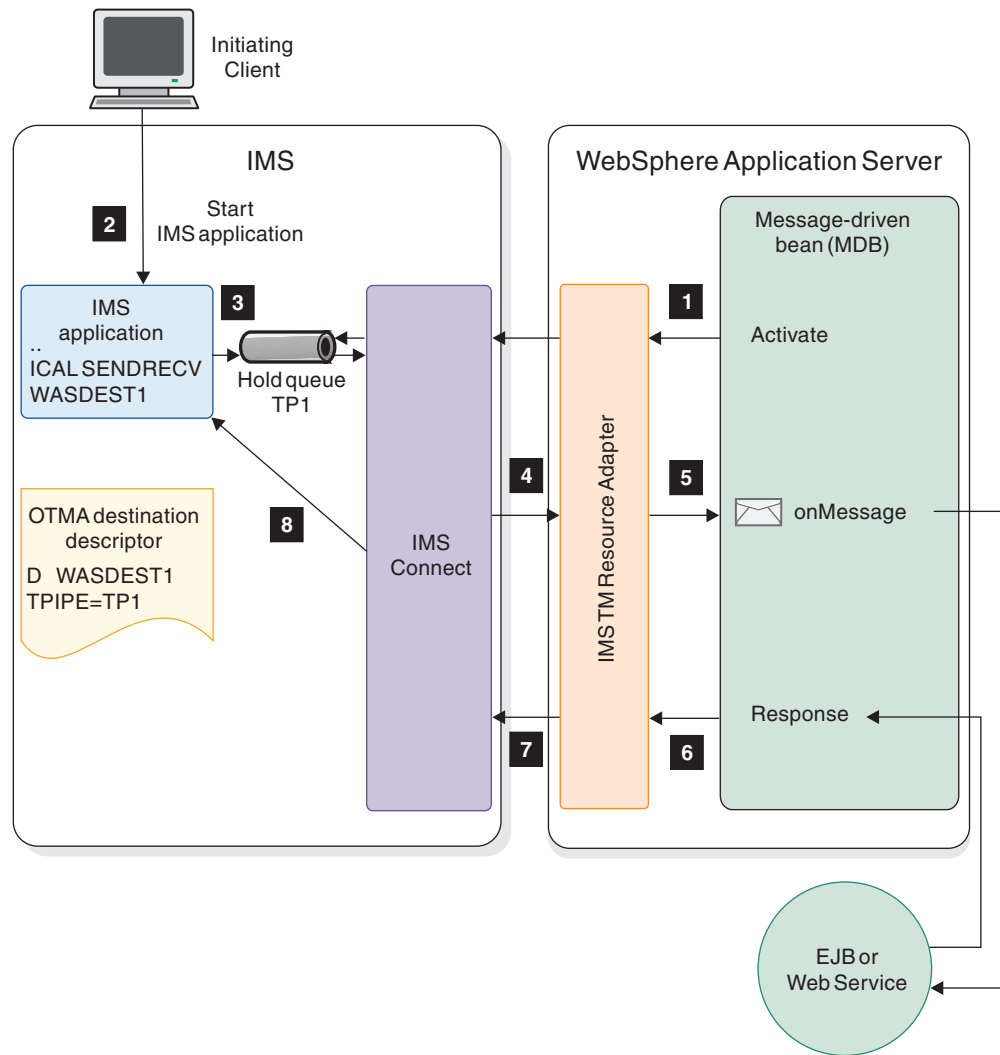 Initiating
Client
IMS
WebSphere Application Server
2
Start
IMS application
Message-driven
bean (MDB)
IMS
application
..
ICAL SENDRECV
WASDEST1
3
Hold queue
TP1
1
Activate
IMS TM Resource Adapter
4
5
onMessage
OTMA destination
descriptor
D WASDEST1
TPIPE=TP1
8
IMS
Connect
7
6
Response
EJB or
Web Service